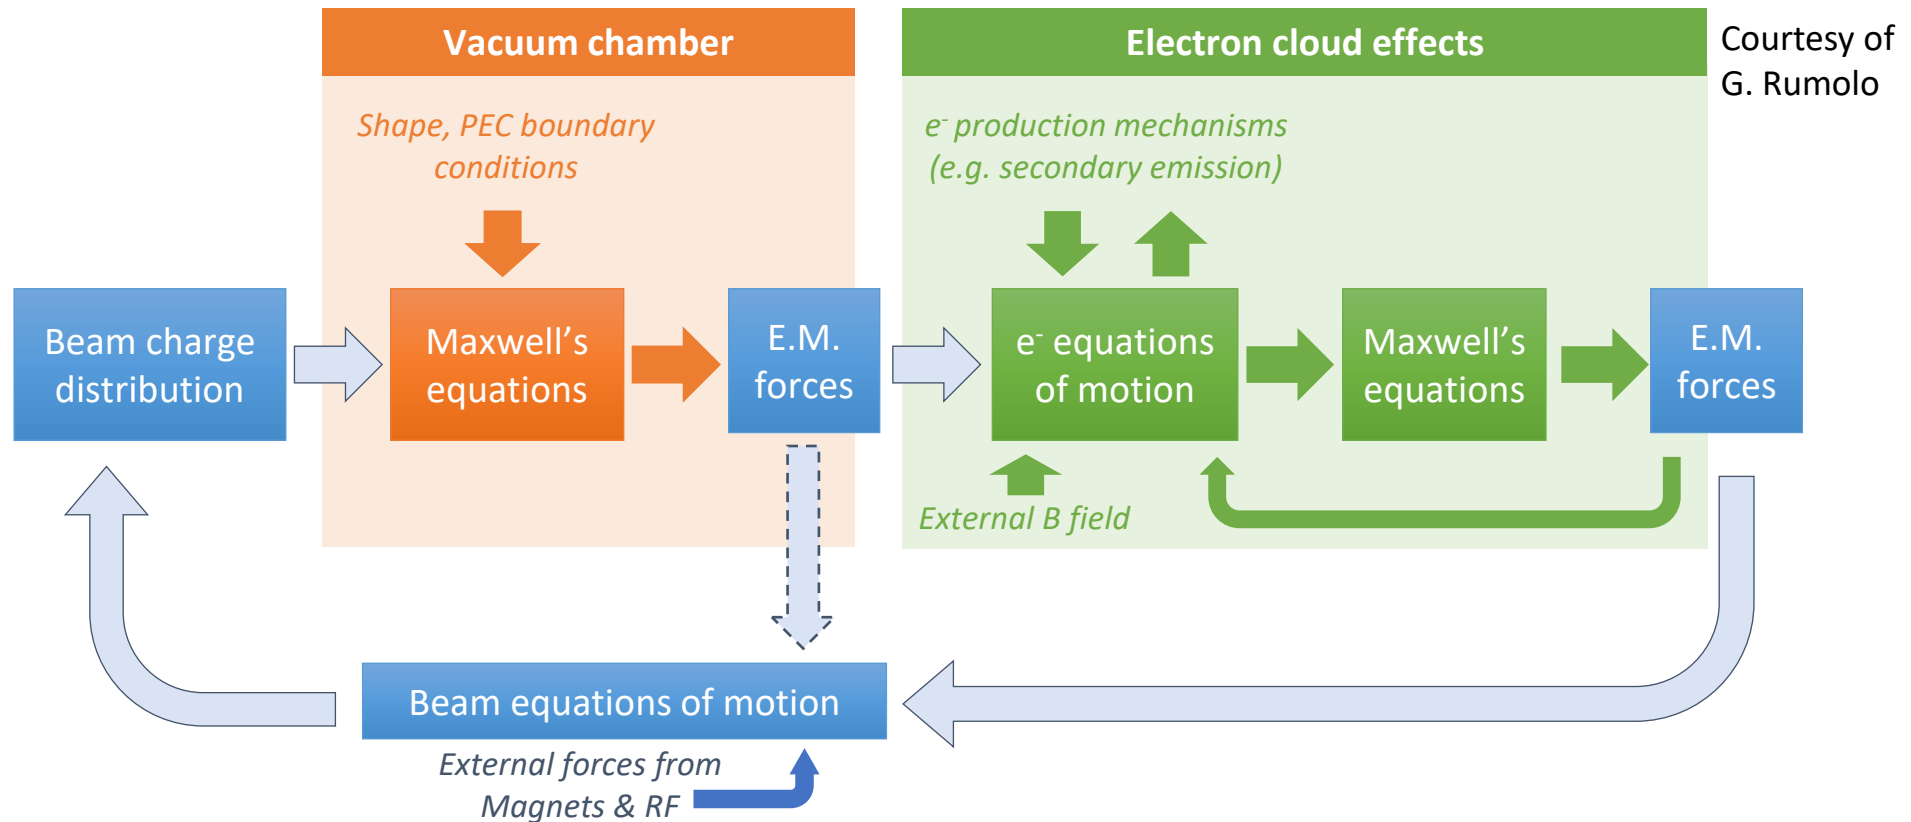 Vacuum chamber
Electron cloud effects
Courtesy of
G. Rumolo
Shape, PEC boundary
conditions
e⁻ production mechanisms
(e.g. secondary emission)
Beam charge
distribution
Maxwell’s
equations
E.M.
forces
e⁻ equations
of motion
Maxwell’s
equations
E.M.
forces
External B field
Beam equations of motion
External forces from
Magnets & RF